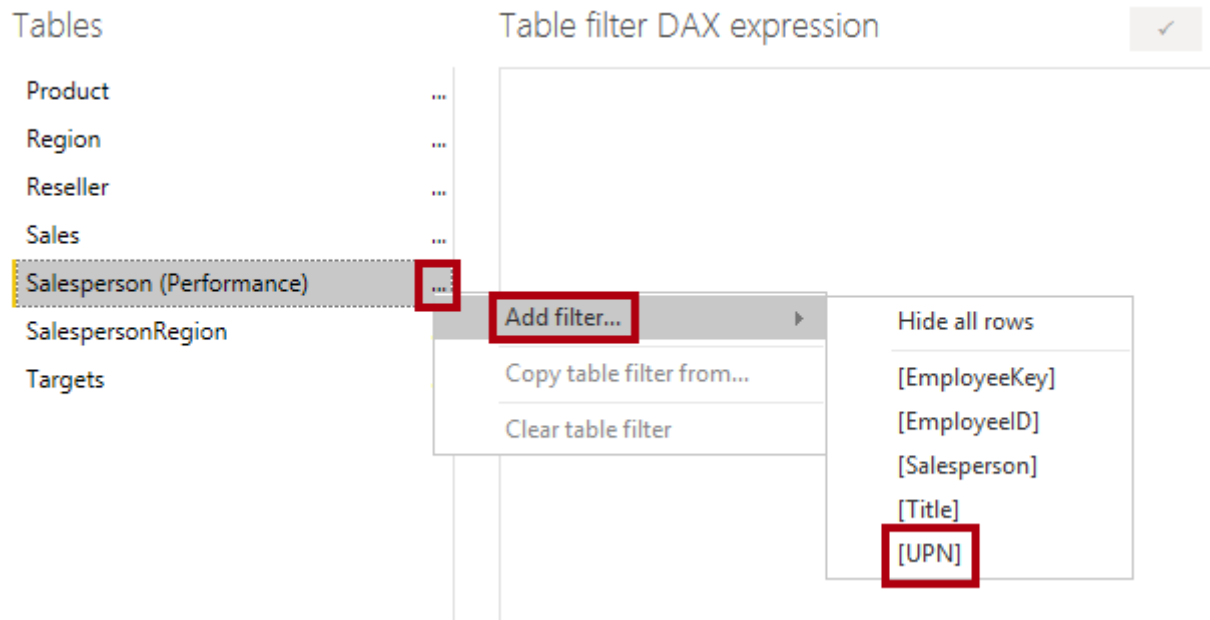 Tables
Table filter DAX expression
Product ...
Region ...
Reseller ...
Sales ...
Salesperson (Performance) ...
SalespersonRegion
Targets
Add filter...
Copy table filter from...
Clear table filter
Hide all rows
[EmployeeKey]
[EmployeeID]
[Salesperson]
[Title]
[UPN]